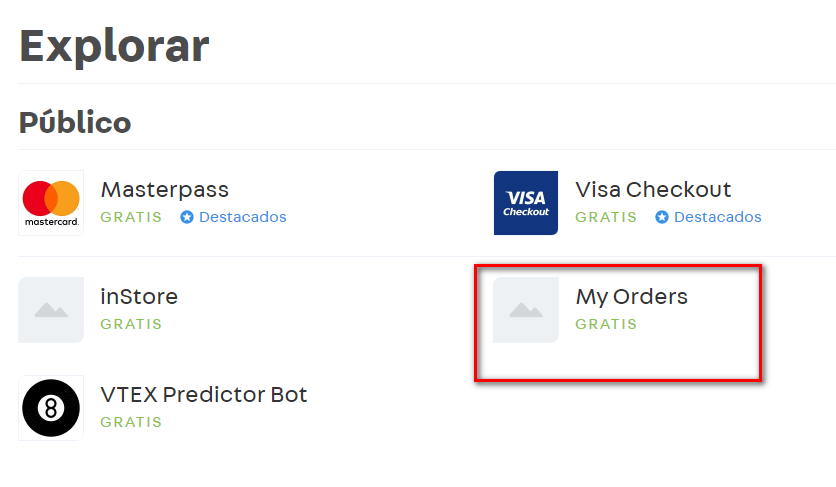 Explorar
Público
mastercard.
Masterpass
GRATIS Destacados
VISA
Checkout
Visa Checkout
GRATIS Destacados
inStore
GRATIS
My Orders
GRATIS
8
VTEX Predictor Bot
GRATIS